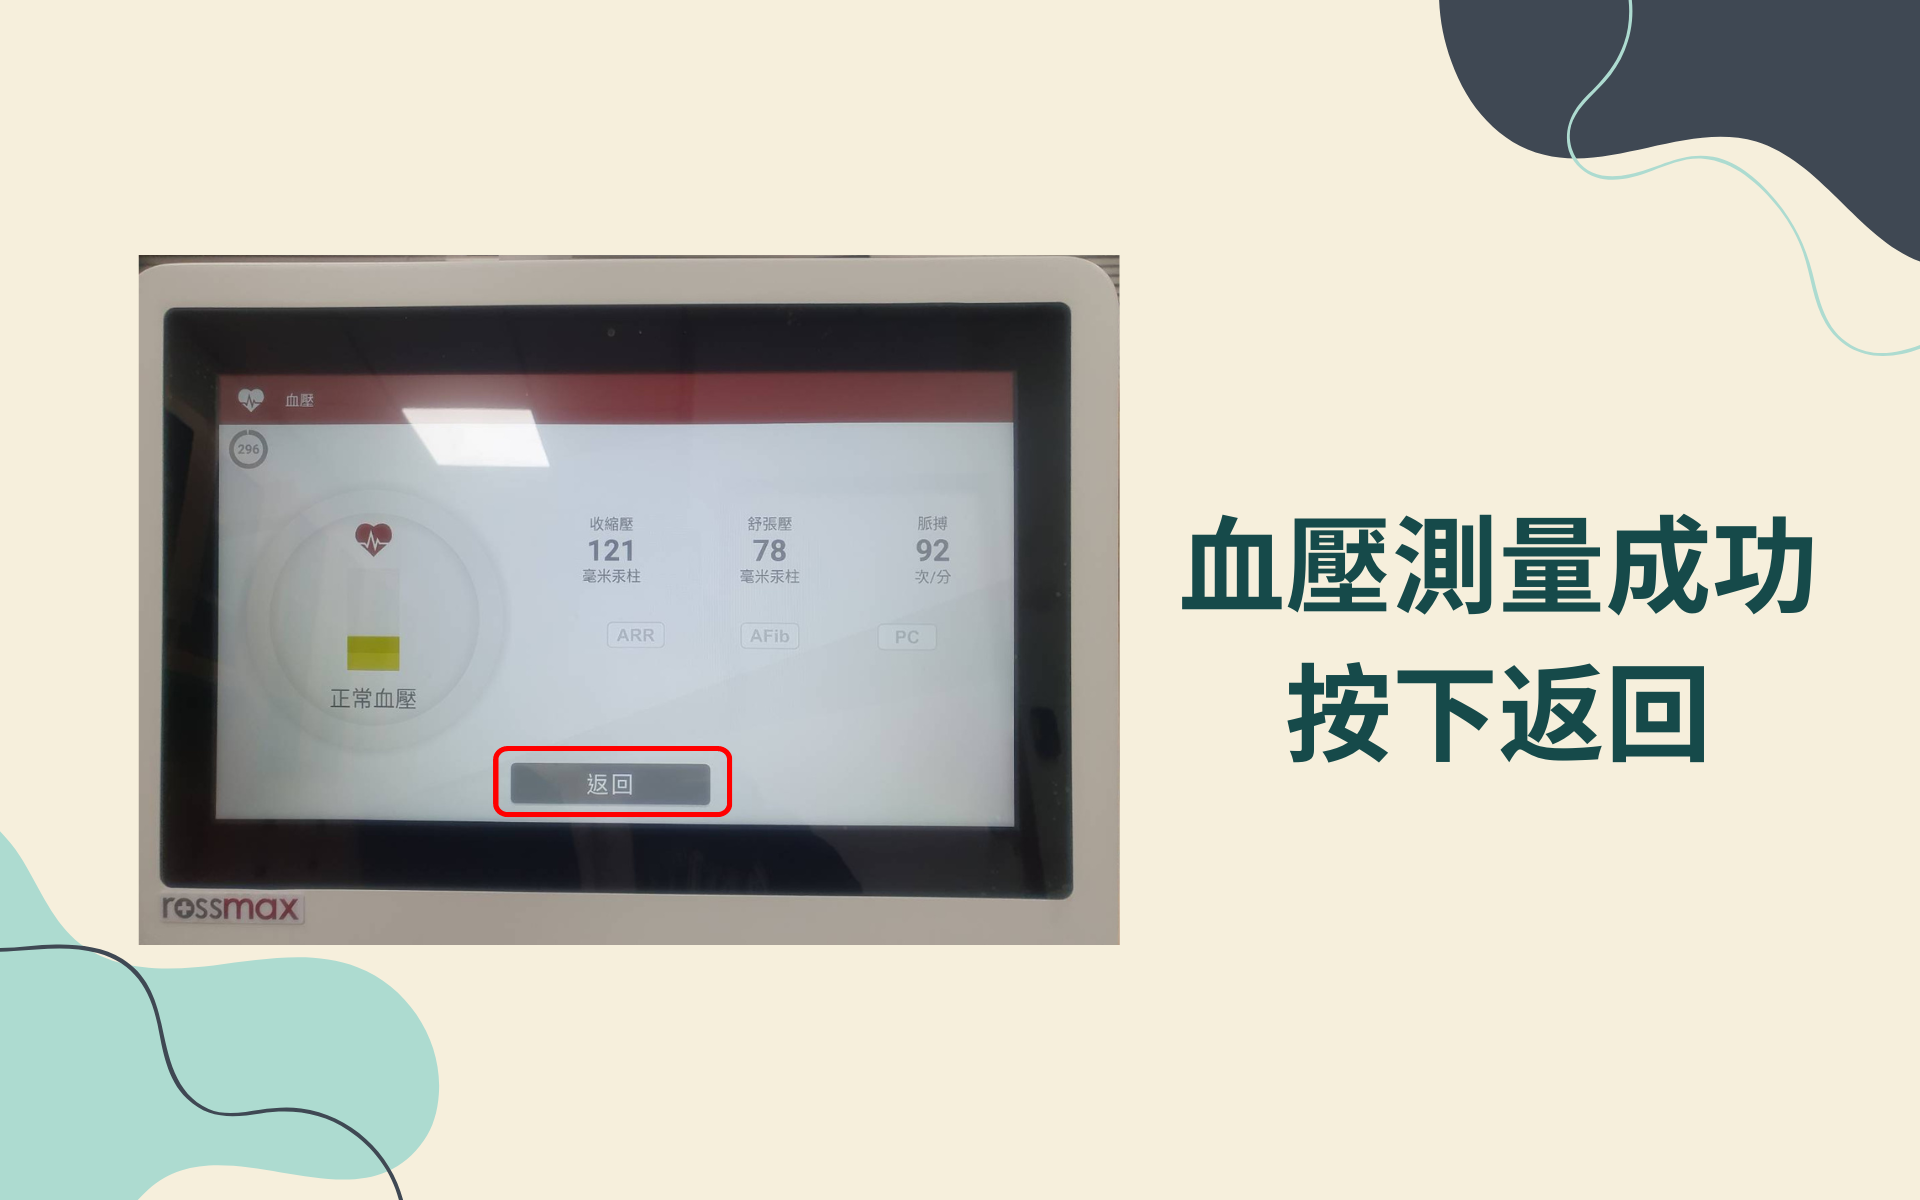 血壓
296
收縮壓
121
毫米汞柱
舒張壓
78
毫米汞柱
脈搏
92
次/分
ARR
AFib
PC
正常血壓
返回
rossmax
血壓測量成功
按下返回